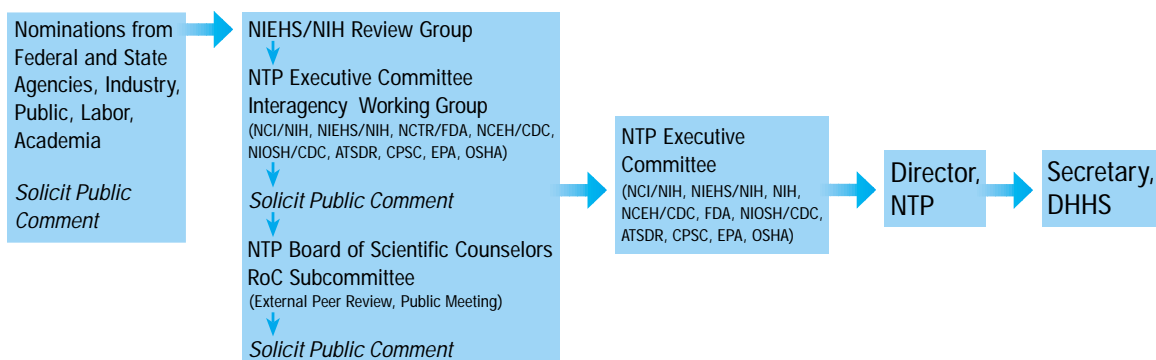 Nominations from
Federal and State
Agencies, Industry,
Public, Labor,
Academia
Solicit Public
Comment
NIEHS/NIH Review Group
NTP Executive Committee
Interagency Working Group
(NCI/NIH, NIEHS/NIH, NCTR/FDA, NCEH/CDC,
NIOSH/CDC, ATSDR, CPSC, EPA, OSHA)
Solicit Public Comment
NTP Board of Scientific Counselors
RoC Subcommittee
(External Peer Review, Public Meeting)
Solicit Public Comment
NTP Executive
Committee
(NCI/NIH, NIEHS/NIH, NIH,
NCEH/CDC, FDA, NIOSH/CDC,
ATSDR, CPSC, EPA, OSHA)
Director,
NTP
Secretary,
DHHS